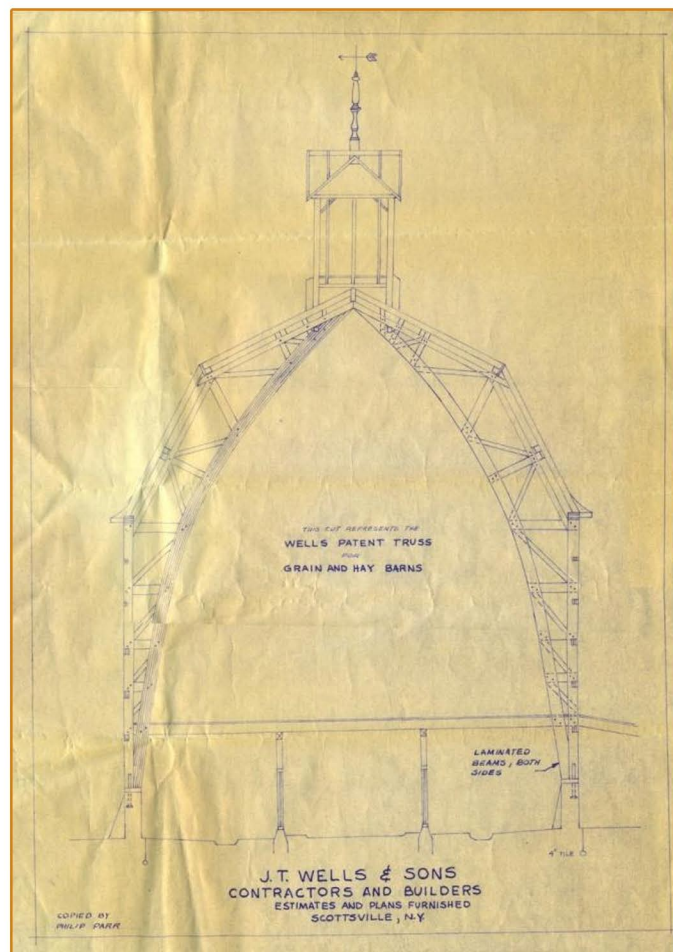 THIS CUT REPRESENTS THE
WELLS PATENT TRUSS
FOR
GRAIN AND HAY BARNS
LAMINATED
BEAMS, BOTH
SIDES
4" TILE
J.T. WELLS & SONS
CONTRACTORS AND BUILDERS
ESTIMATES AND PLANS FURNISHED
SCOTTSVILLE, N.Y.
COPIED BY
PHILIP PARR